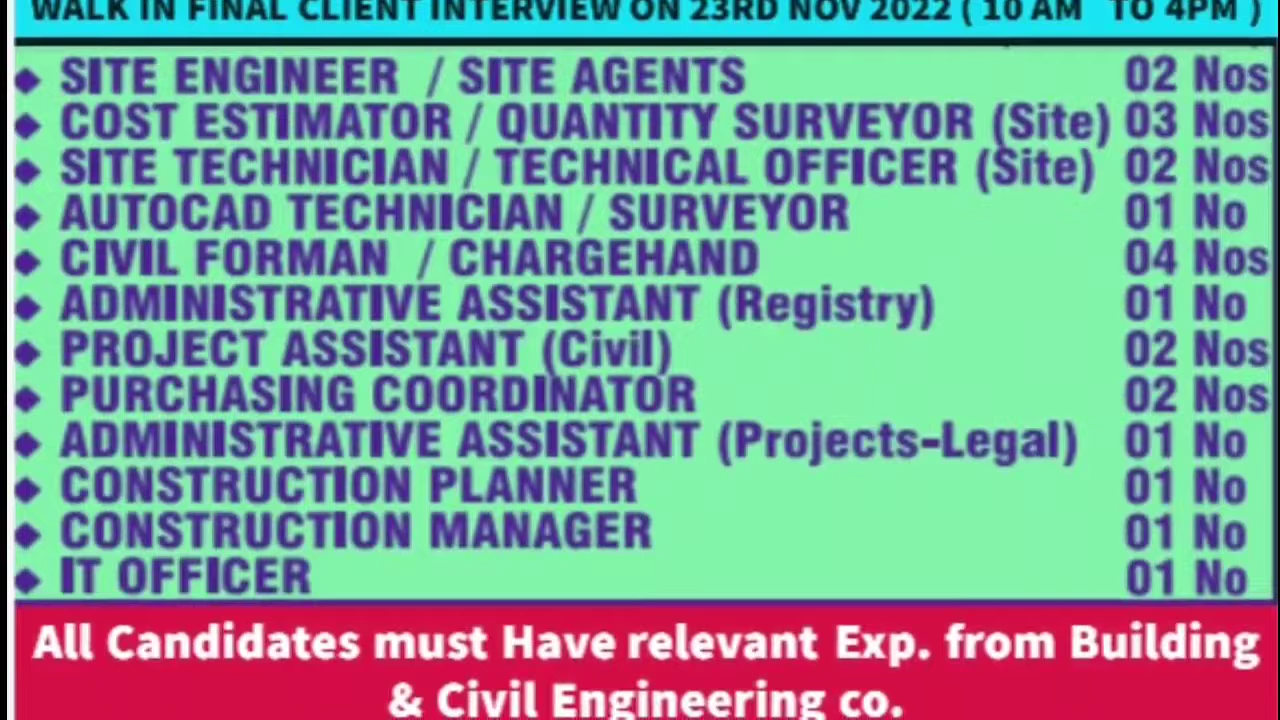 WALK IN FINAL CLIENT INTERVIEW ON 23RD NOV 2022 ( 10 AM TO 4PM )
◆ SITE ENGINEER / SITE AGENTS 02 Nos
◆ COST ESTIMATOR / QUANTITY SURVEYOR (Site) 03 Nos
◆ SITE TECHNICIAN / TECHNICAL OFFICER (Site) 02 Nos
◆ AUTOCAD TECHNICIAN / SURVEYOR 01 No
◆ CIVIL FORMAN / CHARGEHAND 04 Nos
◆ ADMINISTRATIVE ASSISTANT (Registry) 01 No
◆ PROJECT ASSISTANT (Civil) 02 Nos
◆ PURCHASING COORDINATOR 02 Nos
◆ ADMINISTRATIVE ASSISTANT (Projects-Legal) 01 No
◆ CONSTRUCTION PLANNER 01 No
◆ CONSTRUCTION MANAGER 01 No
◆ IT OFFICER 01 No
All Candidates must Have relevant Exp. from Building
& Civil Engineering co.